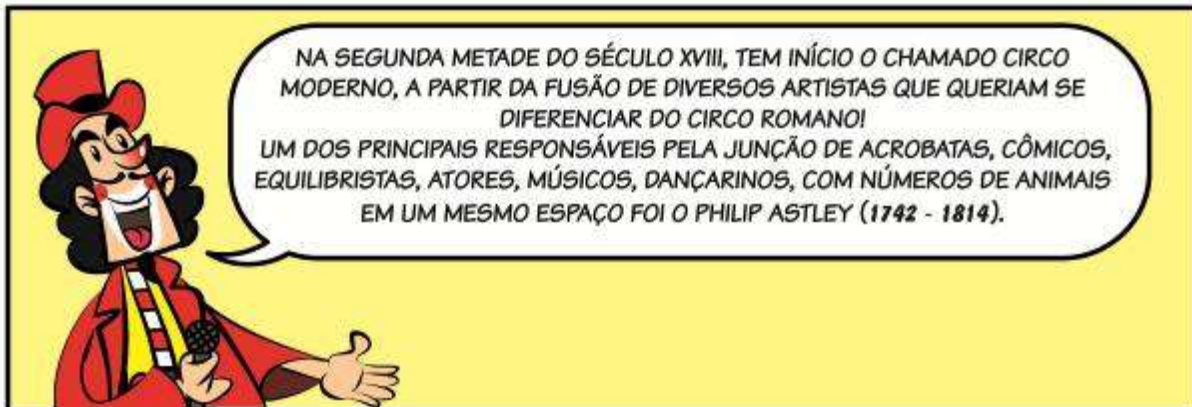 NA SEGUNDA METADE DO SÉCULO XVIII, TEM INÍCIO O CHAMADO CIRCO
MODERNO, A PARTIR DA FUSÃO DE DIVERSOS ARTISTAS QUE QUERIAM SE
DIFERENCIAR DO CIRCO ROMANO!
UM DOS PRINCIPAIS RESPONSÁVEIS PELA JUNÇÃO DE ACROBATAS, CÔMICOS,
EQUILIBRISTAS, ATORES, MÚSICOS, DANÇARINOS, COM NÚMEROS DE ANIMAIS
EM UM MESMO ESPAÇO FOI O PHILIP ASTLEY (1742 - 1814).